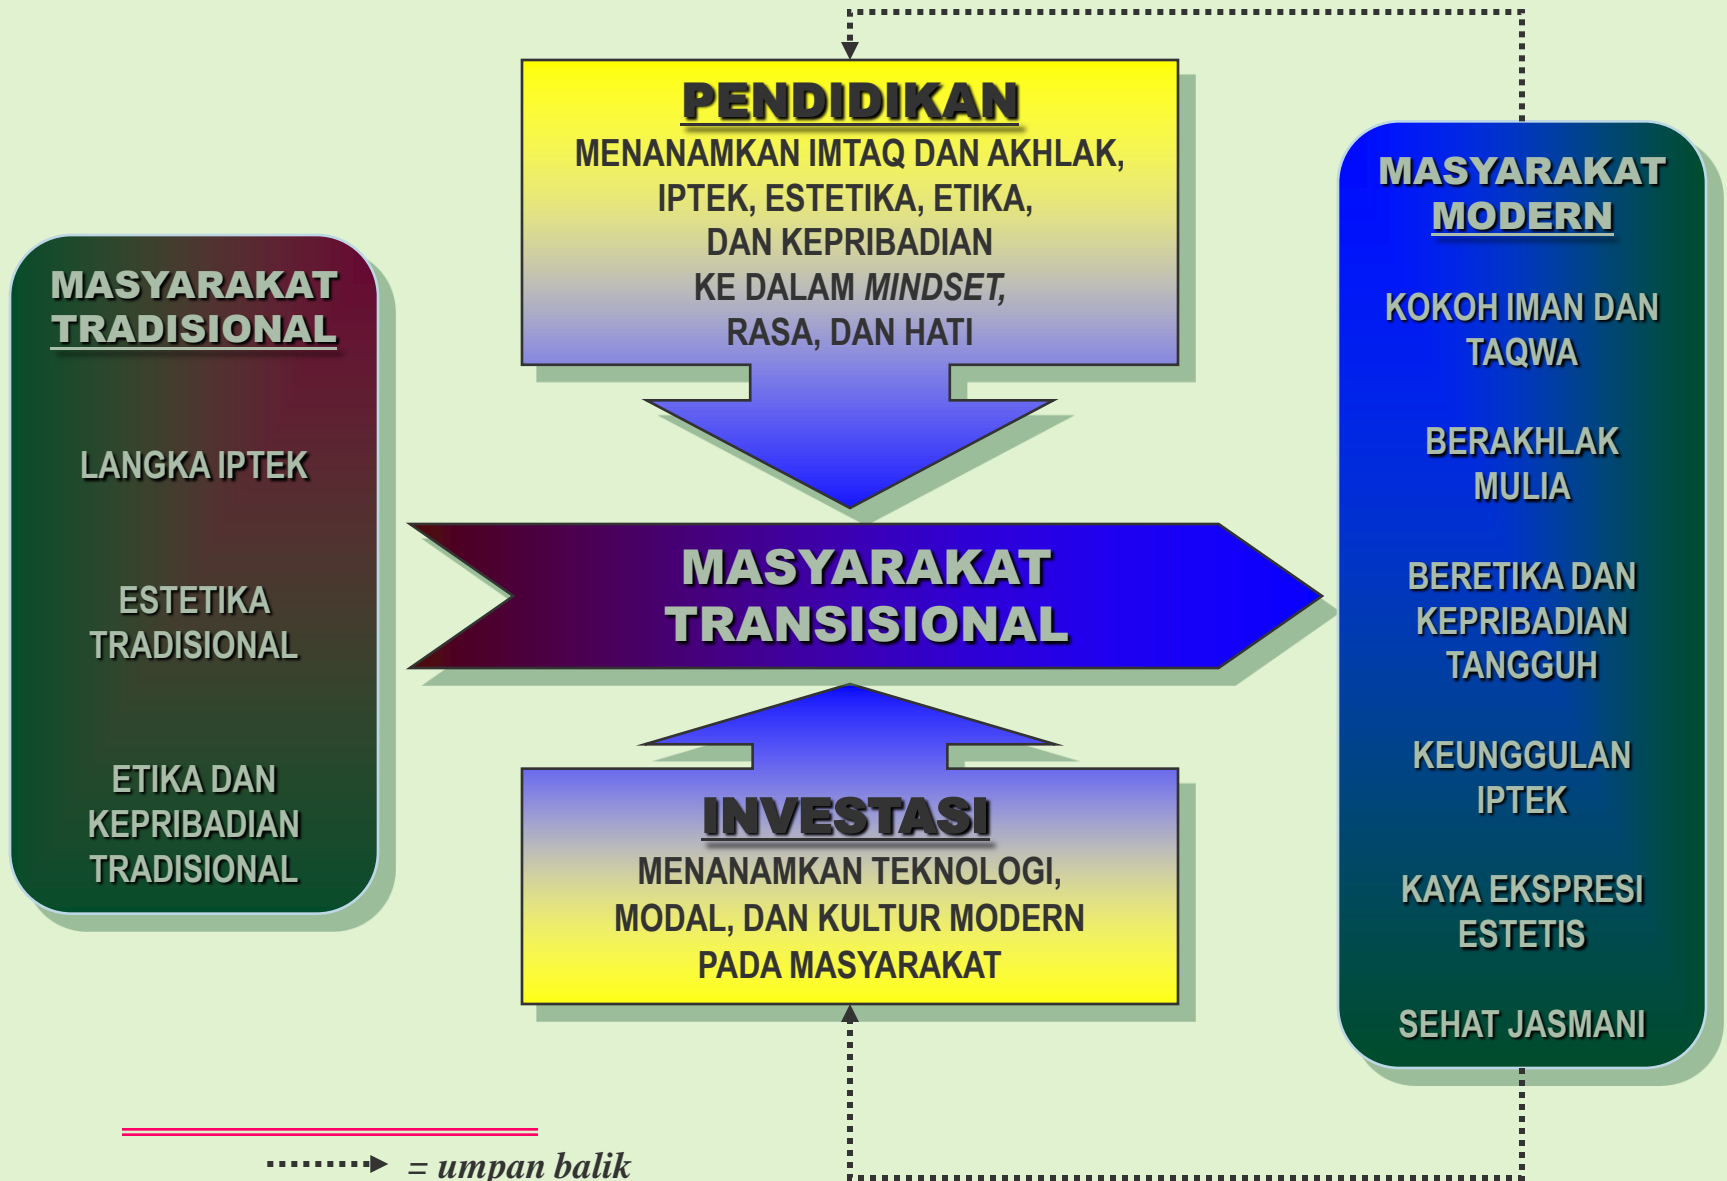 PENDIDIKAN
MENANAMKAN IMTAQ DAN AKHLAK,
IPTEK, ESTETIKA, ETIKA,
DAN KEPRIBADIAN
KE DALAM MINDSET,
RASA, DAN HATI
MASYARAKAT
TRADISIONAL
LANGKA IPTEK
ESTETIKA
TRADISIONAL
ETIKA DAN
KEPRIBADIAN
TRADISIONAL
MASYARAKAT
TRANSISIONAL
INVESTASI
MENANAMKAN TEKNOLOGI,
MODAL, DAN KULTUR MODERN
PADA MASYARAKAT
MASYARAKAT
MODERN
KOKOH IMAN DAN
TAQWA
BERAKHLAK
MULIA
BERETIKA DAN
KEPRIBADIAN
TANGGUH
KEUNGGULAN
IPTEK
KAYA EKSPRESI
ESTETIS
SEHAT JASMANI
= umpan balik